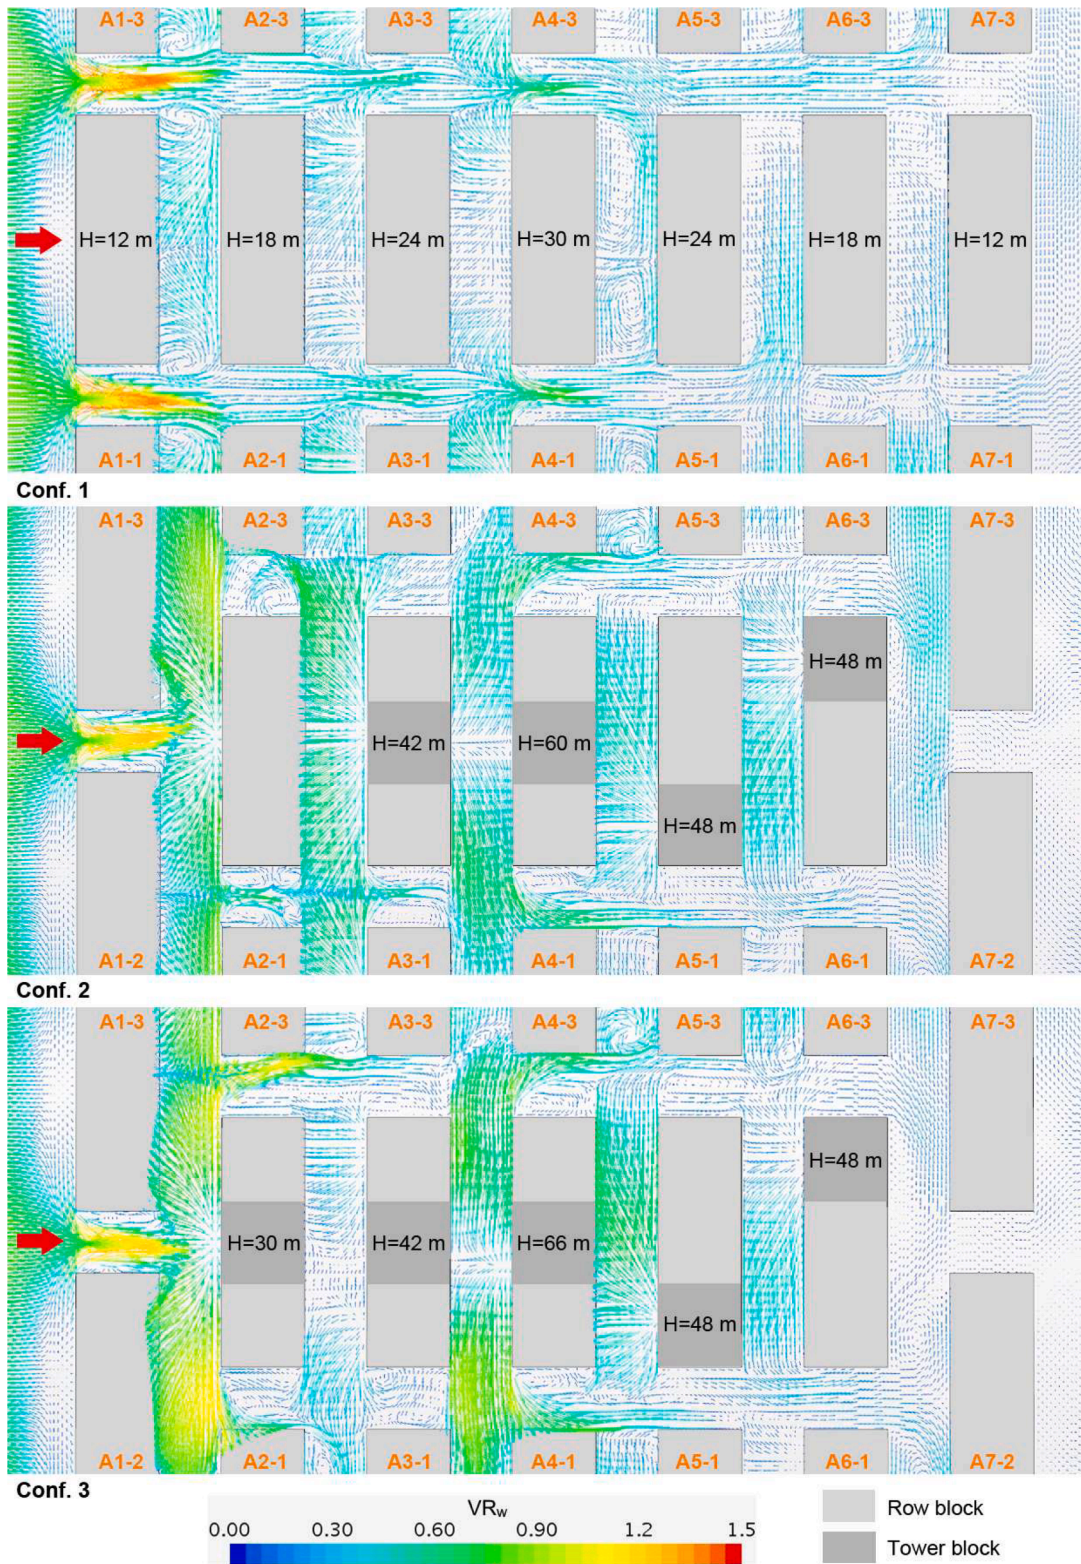 A1-3 A2-3 A3-3 A4-3 A5-3 A6-3 A7-3
H=12 m H=18 m H=24 m H=30 m H=24 m H=18 m H=12 m
A1-1 A2-1 A3-1 A4-1 A5-1 A6-1 A7-1
Conf. 1
A1-3 A2-3 A3-3 A4-3 A5-3 A6-3 A7-3
H=48 m
H=42 m H=60 m
H=48 m
A1-2 A2-1 A3-1 A4-1 A5-1 A6-1 A7-2
Conf. 2
A1-3 A2-3 A3-3 A4-3 A5-3 A6-3 A7-3
H=48 m
H=30 m H=42 m H=66 m
H=48 m
A1-2 A2-1 A3-1 A4-1 A5-1 A6-1 A7-2
Conf. 3
VRw
0.00 0.30 0.60 0.90 1.2 1.5
Row block
Tower block